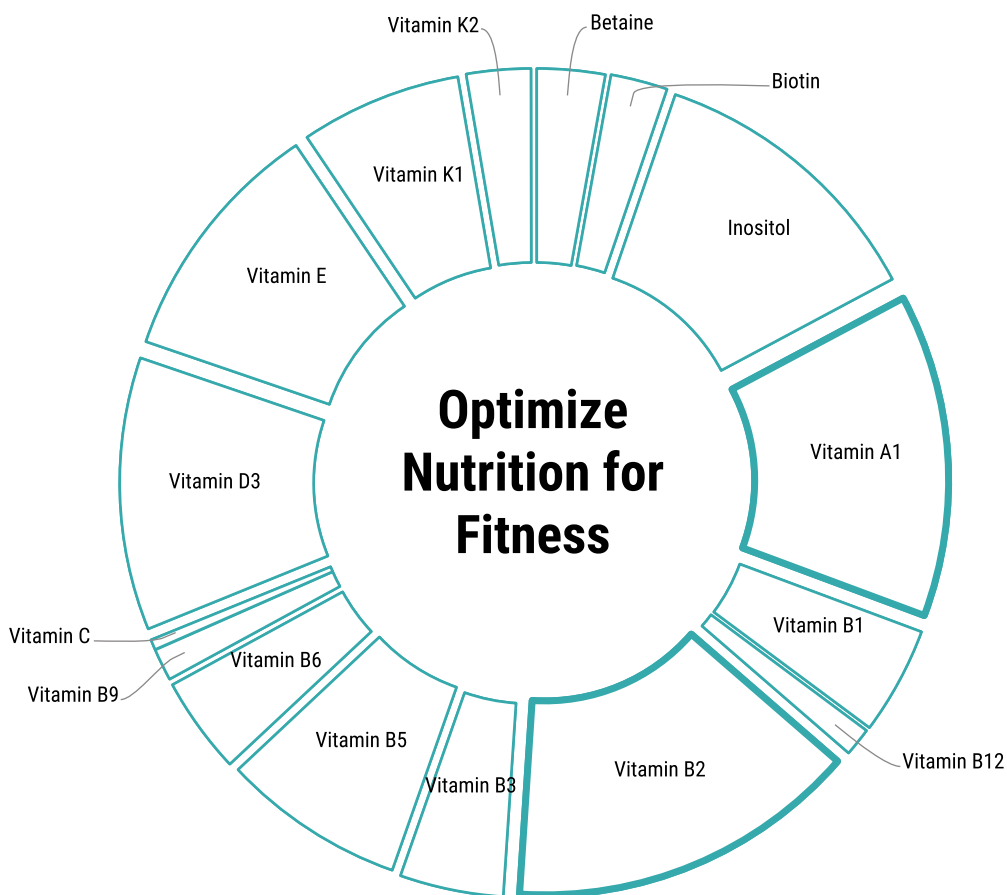 Vitamin K2
Betaine
Biotin
Vitamin K1
Inositol
Vitamin E
Optimize
Nutrition for
Fitness
Vitamin A1
Vitamin D3
Vitamin B1
Vitamin C
Vitamin B6
Vitamin B9
Vitamin B5
Vitamin B3
Vitamin B2
Vitamin B12